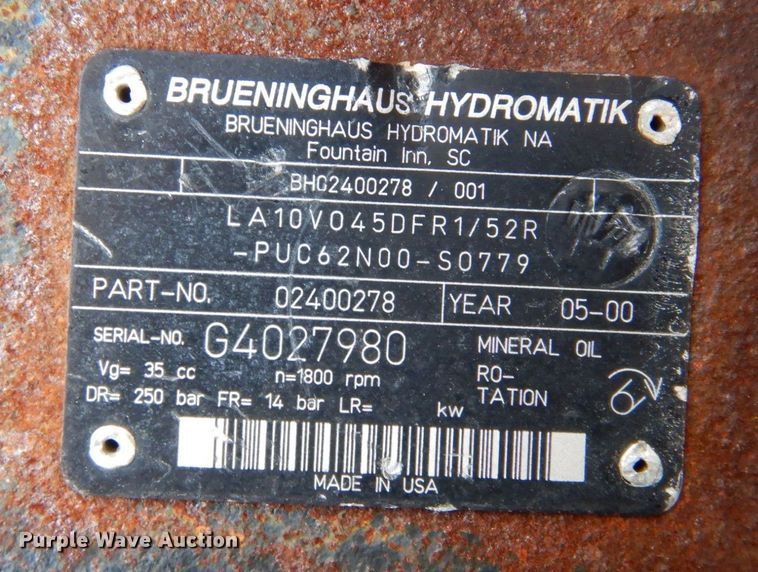 BRUENINGHAUS HYDROMATIK
BRUENINGHAUS HYDROMATIK NA
Fountain Inn, SC
BHG2400278 / 001
LA10VO45DFR1/52R
-PUC62N00-S0779
PART-NO. 02400278 YEAR 05-00
SERIAL-NO. G4027980 MINERAL OIL
Vg= 35 cc n=1800 rpm RO-
TATION
DR= 250 bar FR= 14 bar LR= kw
MADE IN USA
Purple Wave Auction